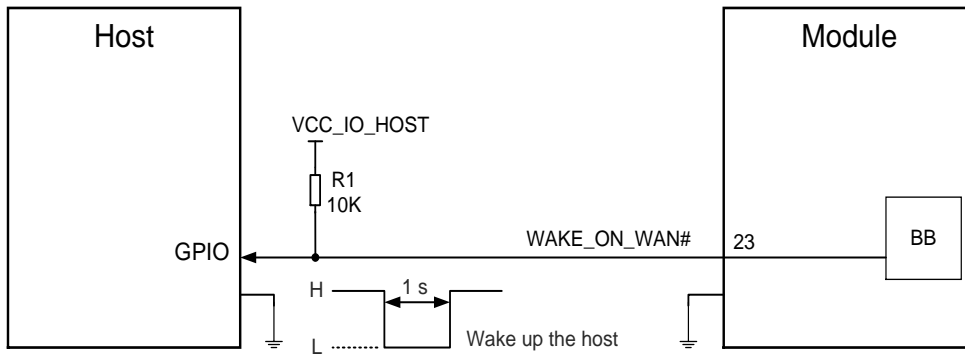 Host
Module
VCC_IO_HOST
R1
10K
GPIO
WAKE_ON_WAN#
23
BB
H
1 s
L
Wake up the host